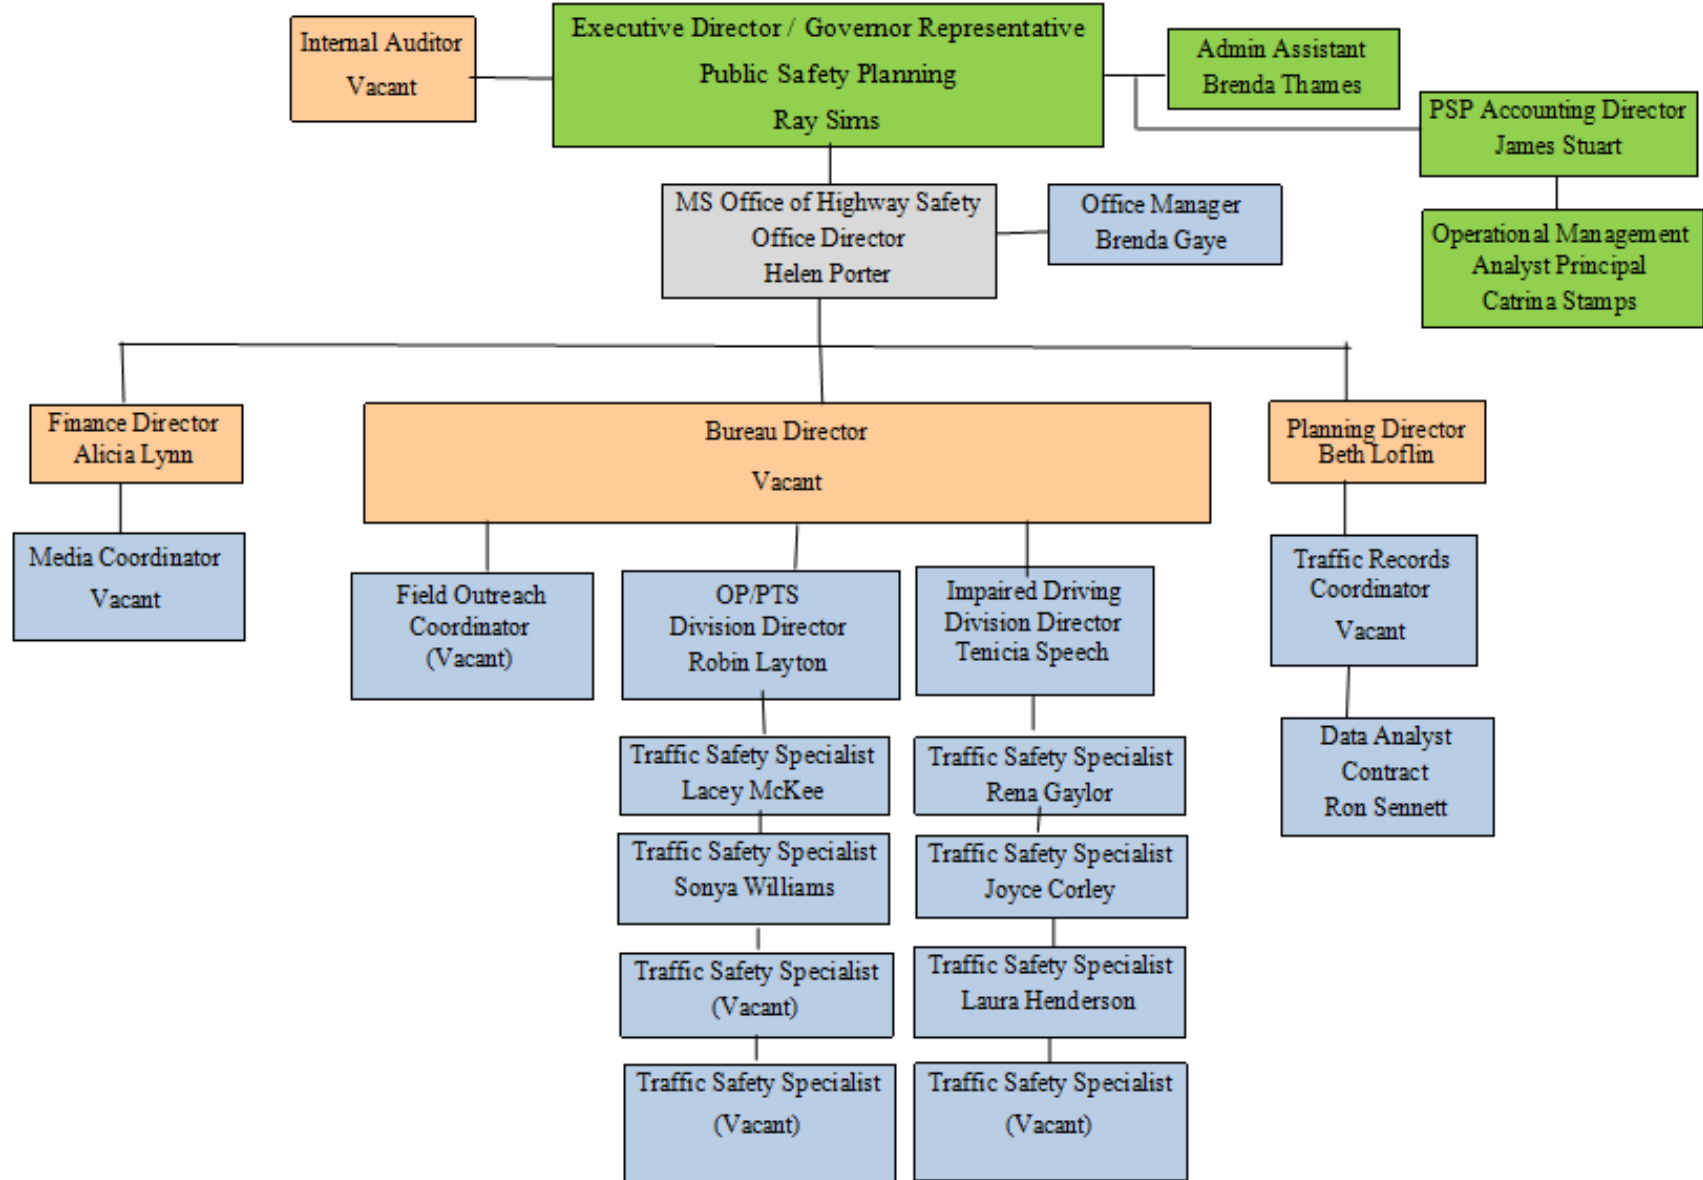 Internal Auditor
Vacant
Executive Director / Governor Representative
Public Safety Planning
Ray Sims
Admin Assistant
Brenda Thames
PSP Accounting Director
James Stuart
Operational Management
Analyst Principal
Catrina Stamps
MS Office of Highway Safety
Office Director
Helen Porter
Office Manager
Brenda Gaye
Finance Director
Alicia Lynn
Media Coordinator
Vacant
Bureau Director
Vacant
Planning Director
Beth Loflin
Field Outreach
Coordinator
(Vacant)
OP/PTS
Division Director
Robin Layton
Impaired Driving
Division Director
Tenicia Speech
Traffic Records
Coordinator
Vacant
Data Analyst
Contract
Ron Sennett
Traffic Safety Specialist
Lacey McKee
Traffic Safety Specialist
Sonya Williams
Traffic Safety Specialist
(Vacant)
Traffic Safety Specialist
(Vacant)
Traffic Safety Specialist
Rena Gaylor
Traffic Safety Specialist
Joyce Corley
Traffic Safety Specialist
Laura Henderson
Traffic Safety Specialist
(Vacant)